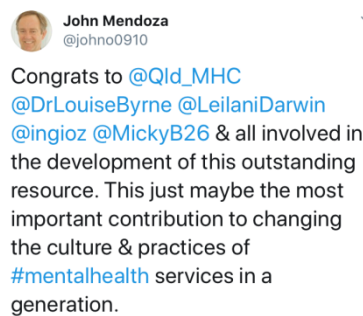 John Mendoza
@johno0910
Congrats to @Qld_MHC
@DrLouiseByrne @LeilaniDarwin
@ingioz @MickyB26 & all involved in
the development of this outstanding
resource. This just maybe the most
important contribution to changing
the culture & practices of
#mentalhealth services in a
generation.